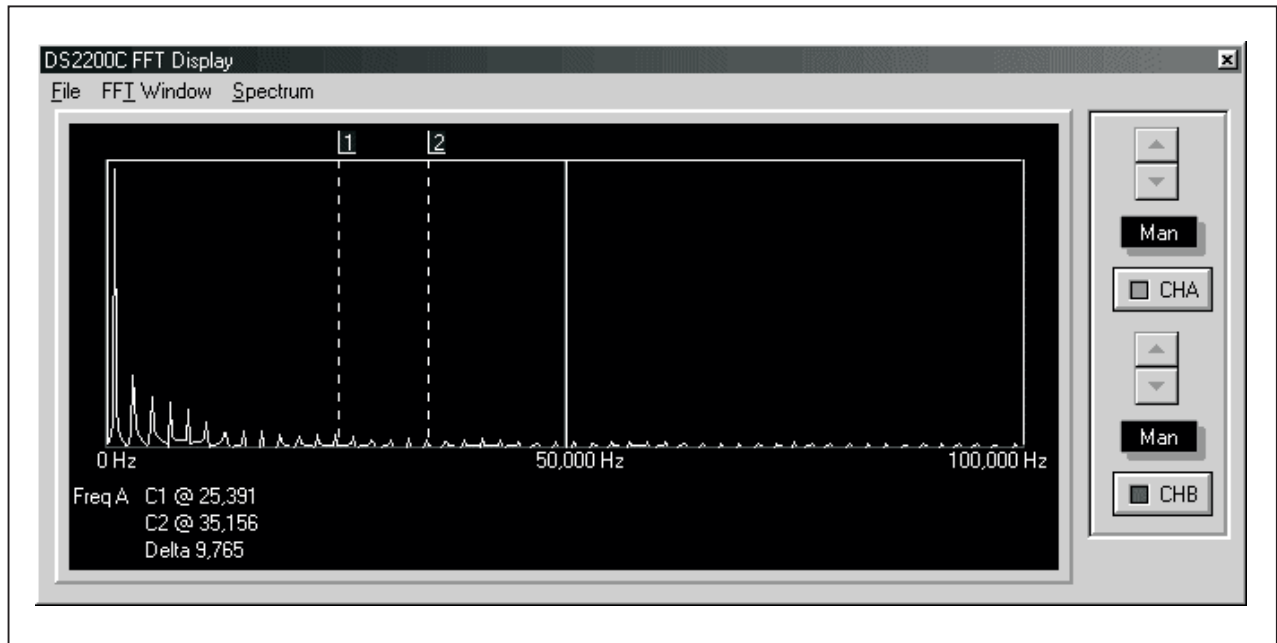 DS2200C FFT Display
File FFT Window Spectrum
1 2
0 Hz 50,000 Hz 100,000 Hz
Freq A C1 @ 25,391
C2 @ 35,156
Delta 9,765
Man
CHA
Man
CHB